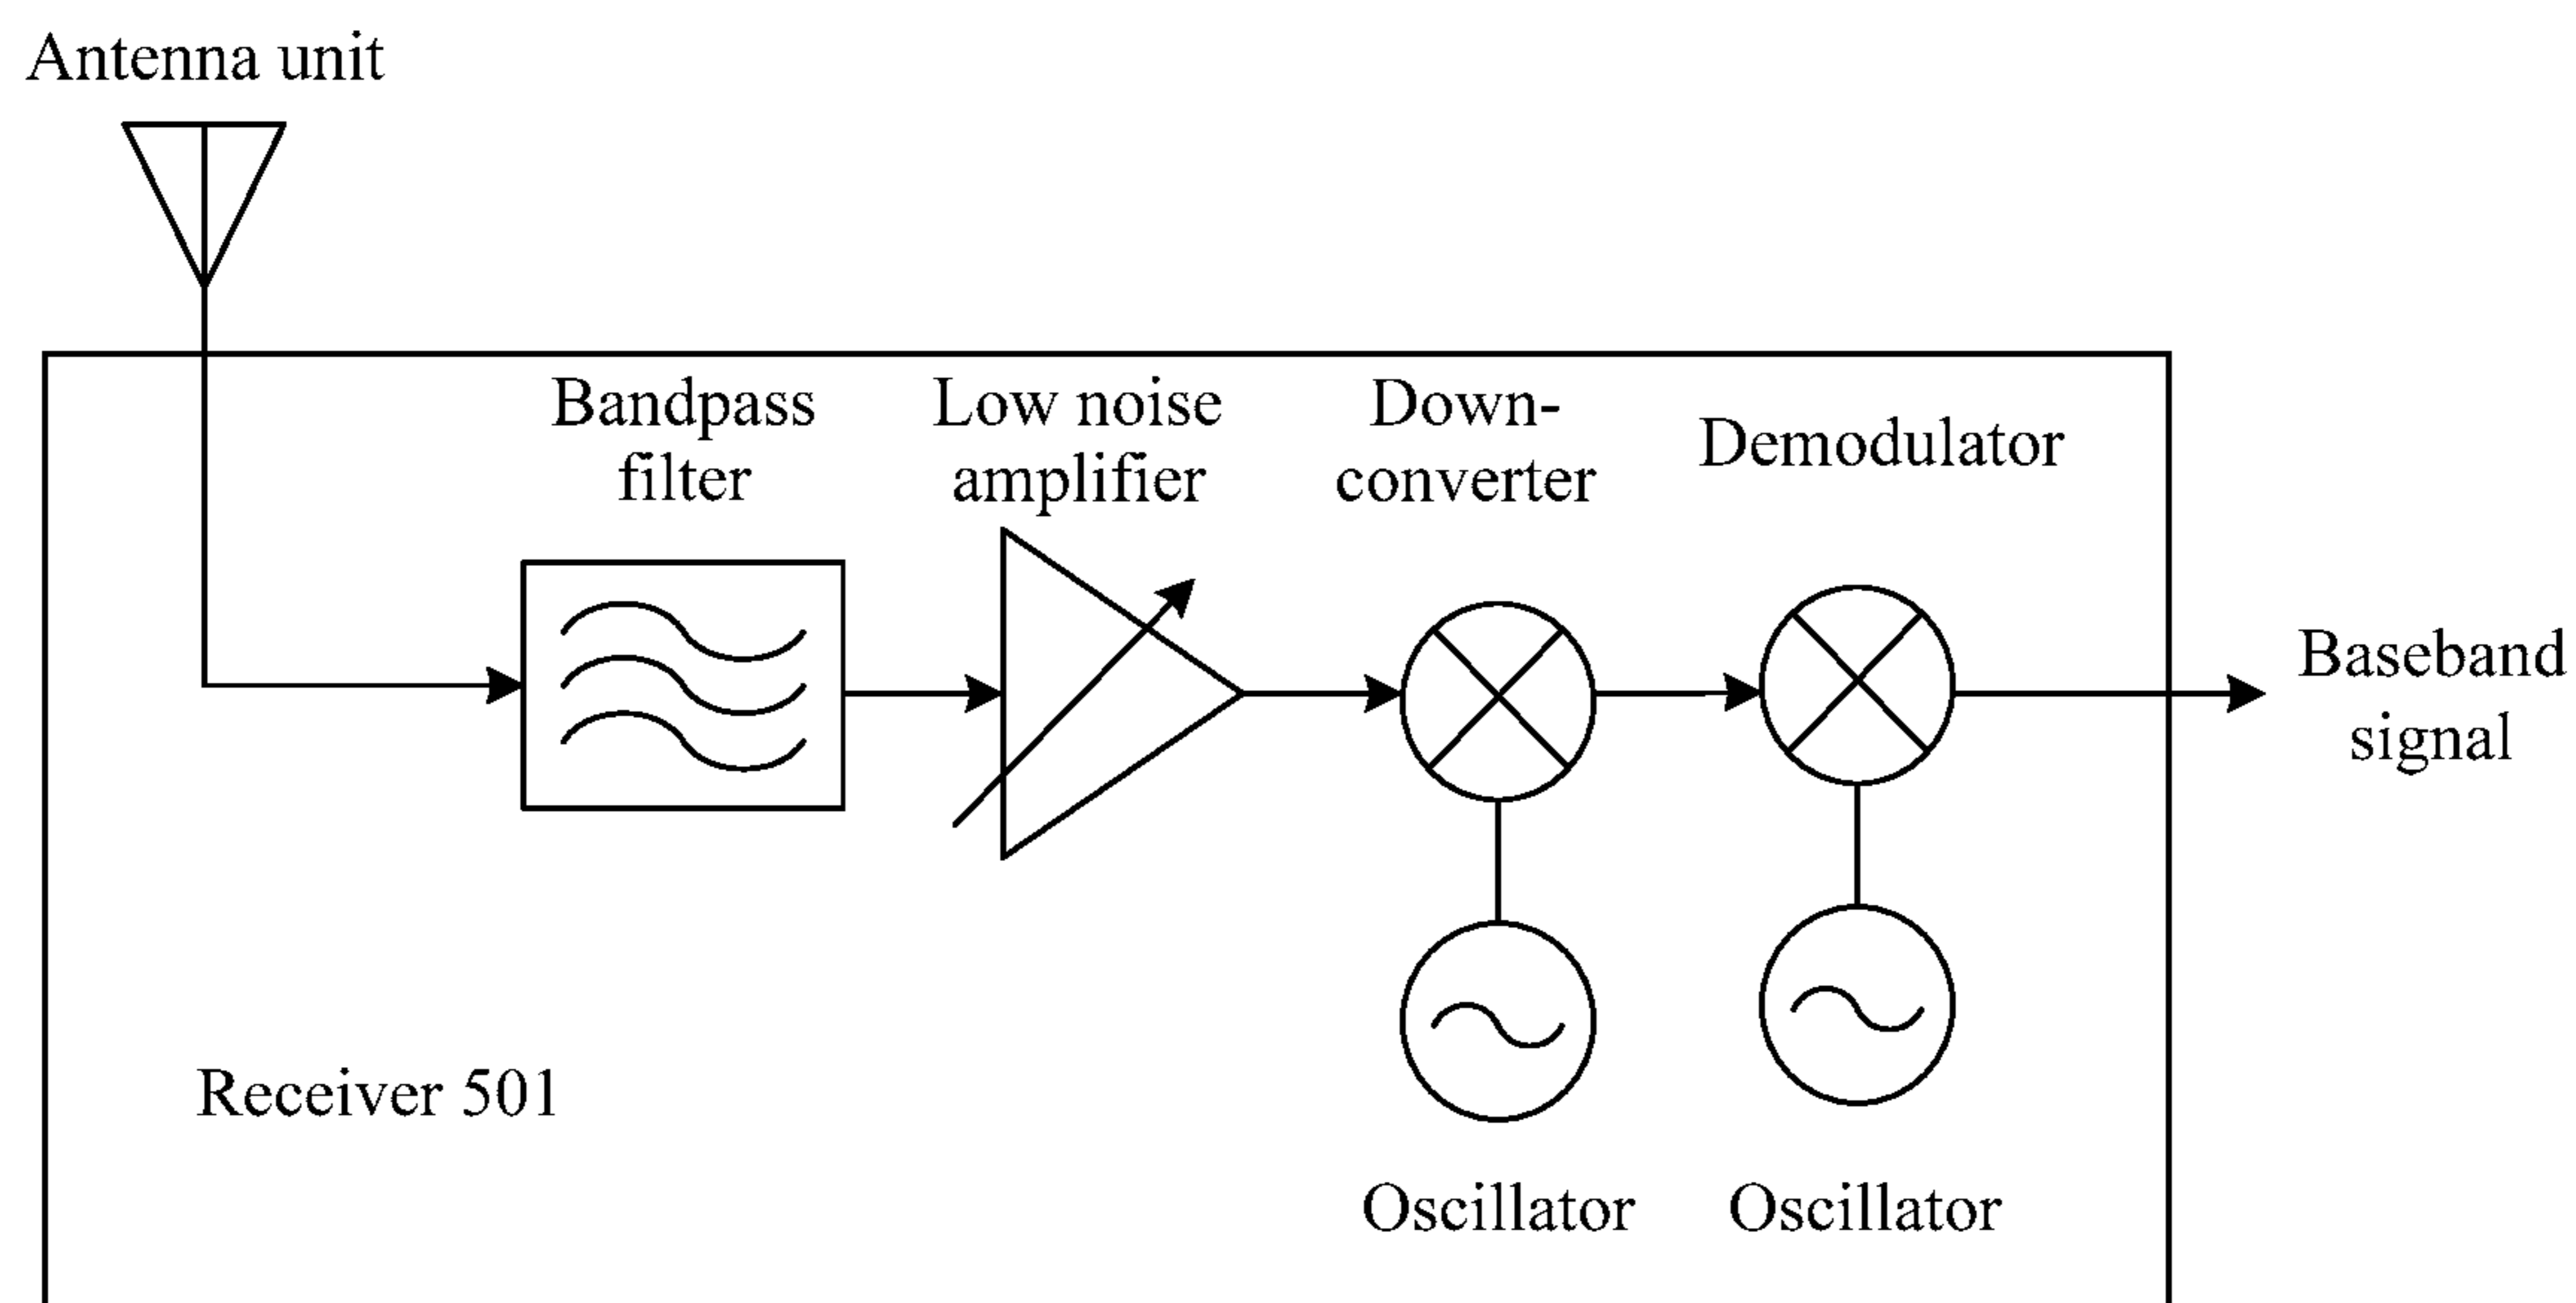 Antenna unit
Bandpass
filter
Low noise
amplifier
Down-
converter
Demodulator
Baseband
signal
Receiver 501
Oscillator
Oscillator